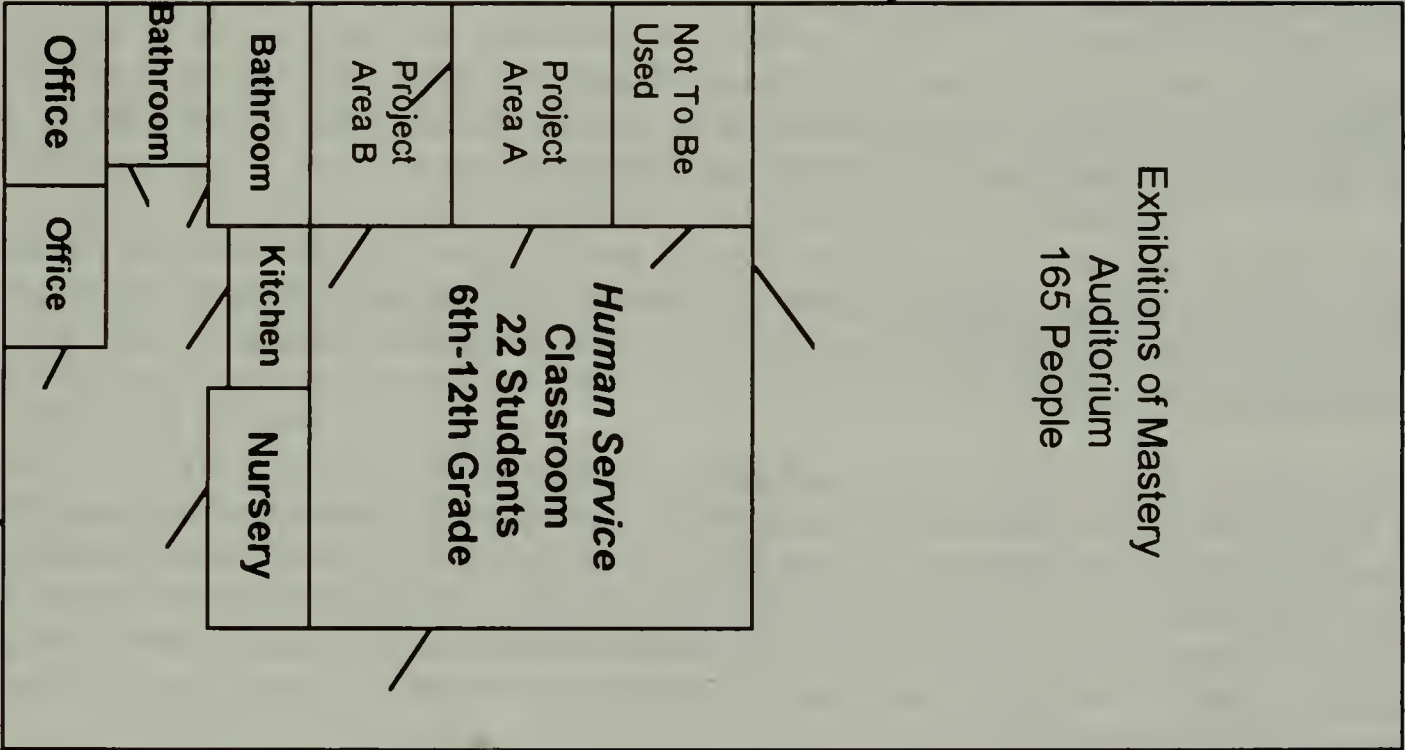 Exhibitions of Mastery
Auditorium
165 People
Not To Be
Used
Project
Area A
Project
Area B
Bathroom
Bathroom
Office
Human Service
Classroom
22 Students
6th-12th Grade
Kitchen
Nursery
Office